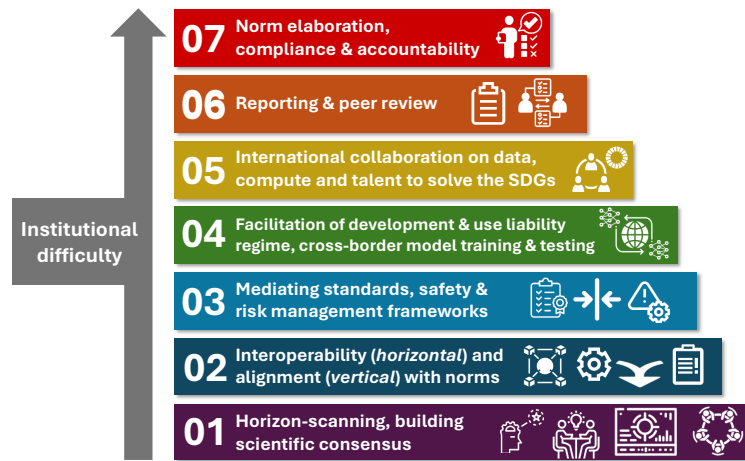 07 Norm elaboration,
compliance & accountability
06 Reporting & peer review
05 International collaboration on data,
compute and talent to solve the SDGs
Institutional
difficulty
04 Facilitation of development & use liability
regime, cross-border model training & testing
03 Mediating standards, safety &
risk management frameworks
02 Interoperability (horizontal) and
alignment (vertical) with norms
01 Horizon-scanning, building
scientific consensus